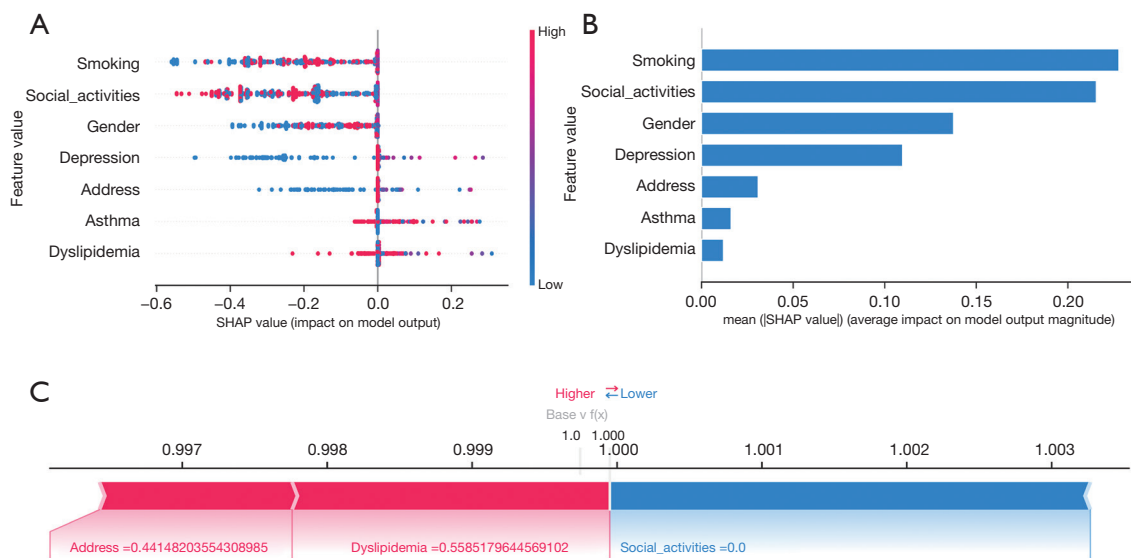 A
High
Smoking
Social_activities
Gender
Depression
Address
Asthma
Dyslipidemia
Feature value
Low
−0.6 −0.4 −0.2 0.0 0.2
SHAP value (impact on model output)
B
Smoking
Social_activities
Gender
Depression
Address
Asthma
Dyslipidemia
Feature value
0.00 0.05 0.10 0.15 0.20
mean (|SHAP value|) (average impact on model output magnitude)
C
Higher ⇄ Lower
Base v f(x)
1.0 1.000
0.997 0.998 0.999 1.000 1.001 1.002 1.003
Address =0.44148203554308985 Dyslipidemia =0.5585179644569102 Social_activities =0.0